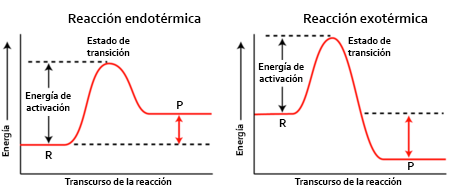 Reacción endotérmica
Estado de
transición
Energía de
activación
R
P
Energía
Transcurso de la reacción
Reacción exotérmica
Estado de
transición
Energía de
activación
R
P
Energía
Transcurso de la reacción